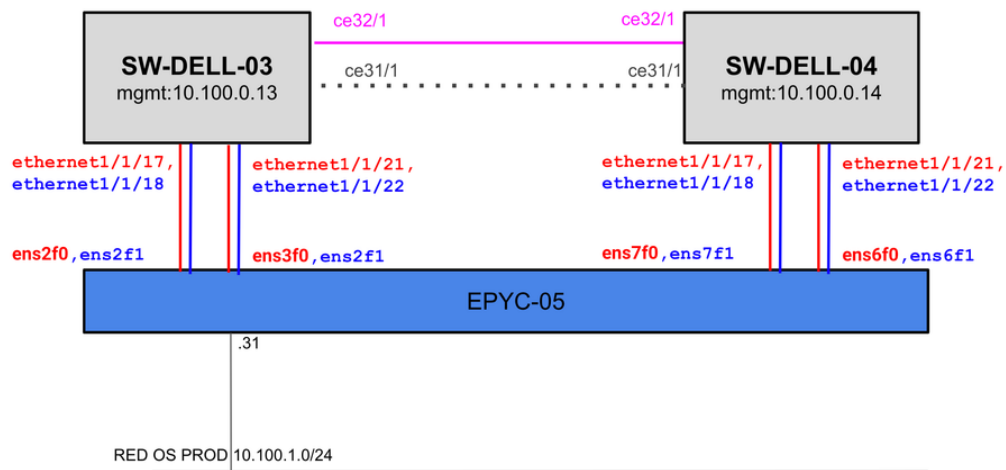 ce32/1
ce32/1
SW-DELL-03
mgmt:10.100.0.13
ce31/1
ce31/1
SW-DELL-04
mgmt:10.100.0.14
ethernet1/1/17,
ethernet1/1/18
ethernet1/1/21,
ethernet1/1/22
ethernet1/1/17,
ethernet1/1/18
ethernet1/1/21,
ethernet1/1/22
ens2f0,ens2f1
ens3f0,ens2f1
ens7f0,ens7f1
ens6f0,ens6f1
EPYC-05
.31
RED OS PROD 10.100.1.0/24